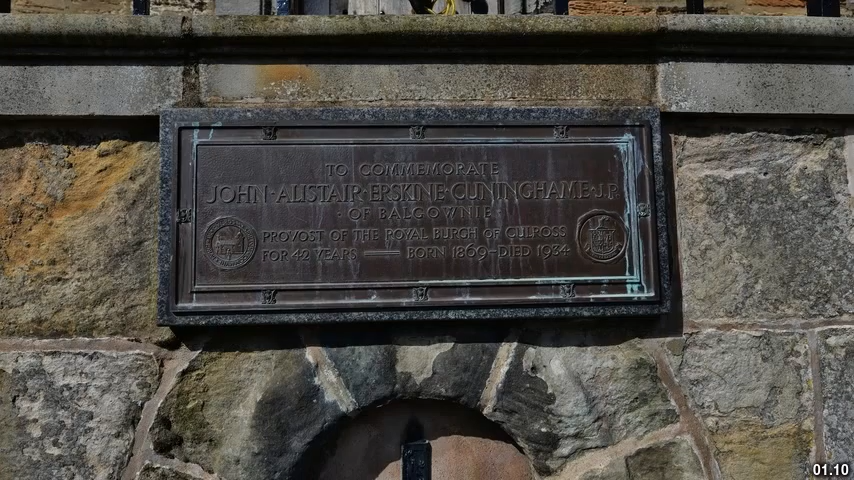 TO COMMEMORATE
JOHN·ALISTAIR·ERSKINE·CUNINGHAME·J.P.
·OF BALGOWNIE·
PROVOST OF THE ROYAL BURGH OF CULROSS
FOR 42 YEARS — BORN 1869–DIED 1934
01.10